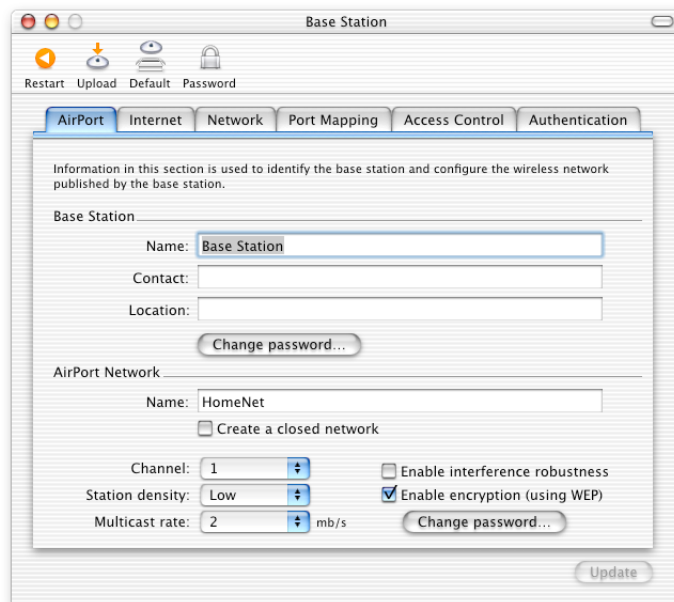 Base Station
Restart Upload Default Password
AirPort Internet Network Port Mapping Access Control Authentication
Information in this section is used to identify the base station and configure the wireless network
published by the base station.
Base Station
Name: Base Station
Contact:
Location:
Change password...
AirPort Network
Name: HomeNet
Create a closed network
Channel: 1 Enable interference robustness
Station density: Low Enable encryption (using WEP)
Multicast rate: 2 mb/s Change password...
Update